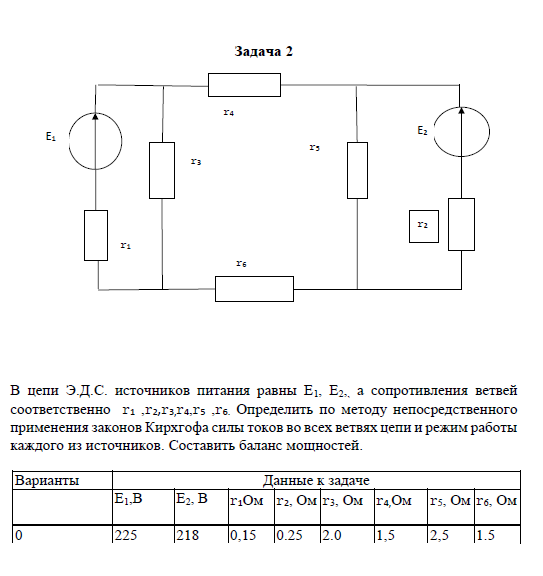 Задача 2
r4
E1
E2
r3
r5
r2
r1
r6
В цепи Э.Д.С. источников питания равны E1, E2,. а сопротивления ветвей
соответственно r1 ,r2,r3,r4,r5 ,r6. Определить по методу непосредственного
применения законов Кирхгофа силы токов во всех ветвях цепи и режим работы
каждого из источников. Составить баланс мощностей.
Варианты Данные к задаче
E1,В E2, В r1Ом r2, Ом r3, Ом r4,Ом r5, Ом r6, Ом
0 225 218 0,15 0.25 2.0 1,5 2,5 1.5